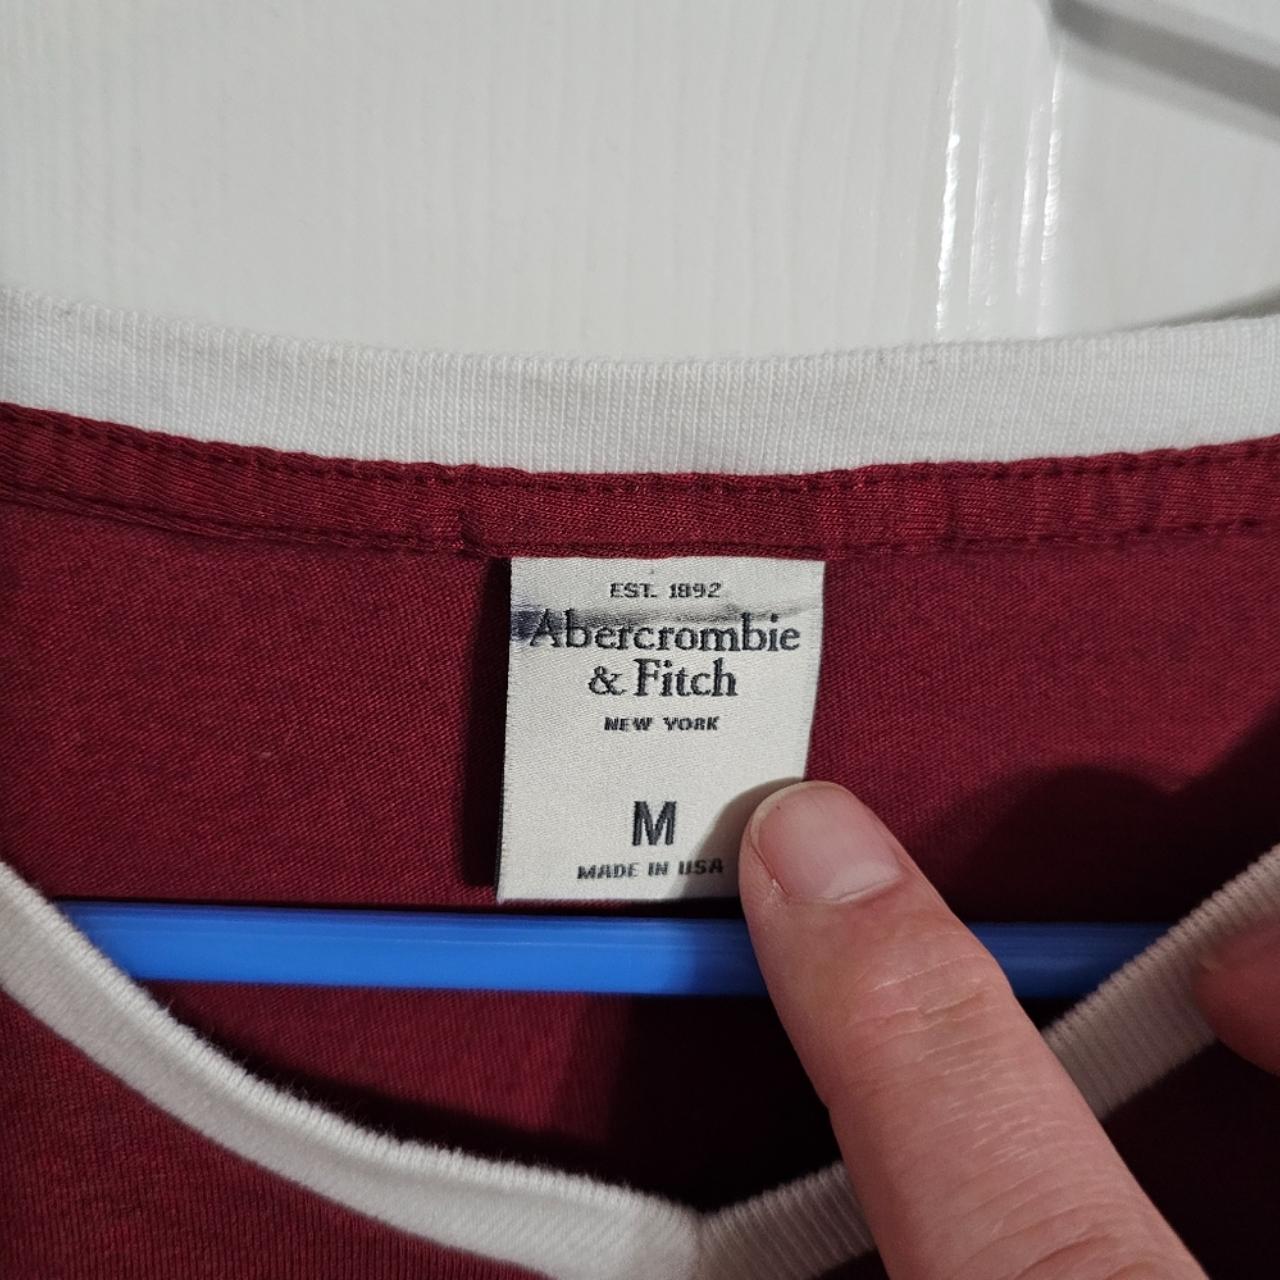 EST. 1892
Abercrombie
& Fitch
NEW YORK
M
MADE IN USA